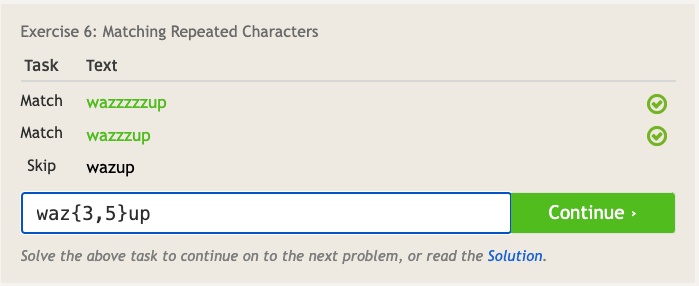 Exercise 6: Matching Repeated Characters
Task Text
Match wazzzzzup
Match wazzzup
Skip wazup
waz{3,5}up
Continue ›
Solve the above task to continue on to the next problem, or read the Solution.